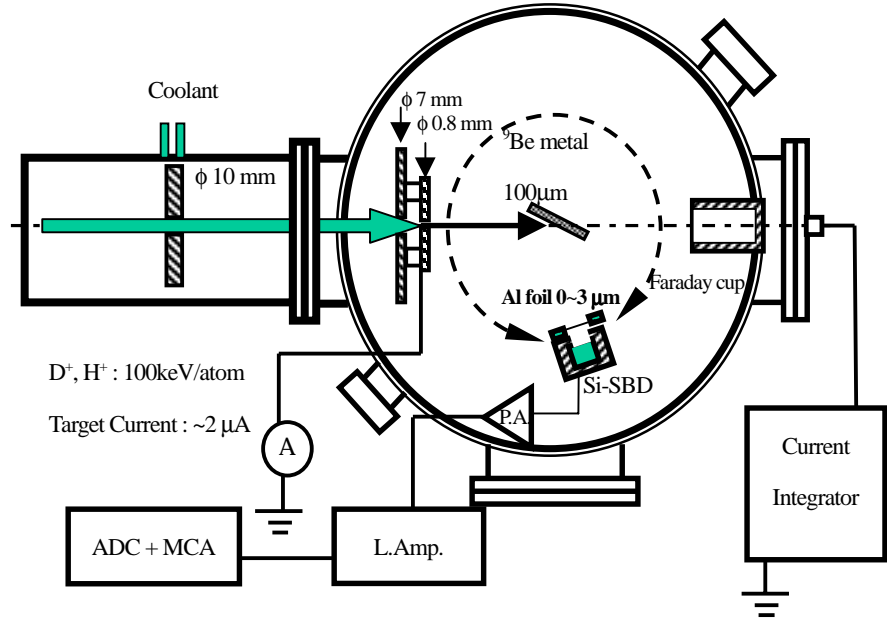 Coolant
ϕ 7 mm
ϕ 0.8 mm
⁹Be metal
ϕ 10 mm
100μm
Al foil 0~3 μm
Faraday cup
Si-SBD
D⁺, H⁺ : 100keV/atom
P.A.
Target Current : ~2 μA
A
Current
Integrator
ADC + MCA
L.Amp.